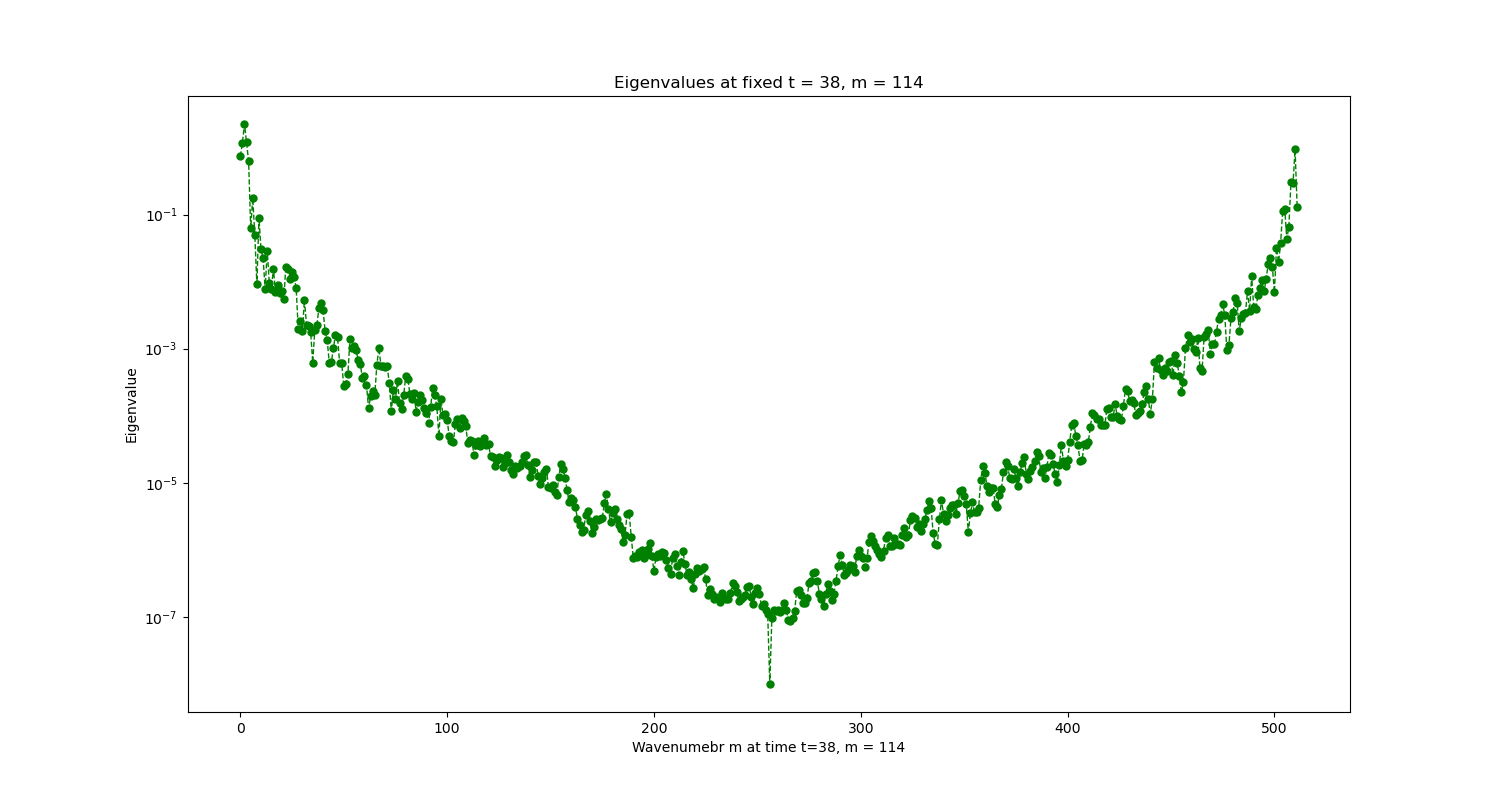 Eigenvalues at fixed t = 38, m = 114
10⁻¹
10⁻³
10⁻⁵
10⁻⁷
Eigenvalue
0 100 200 300 400 500
Wavenumebr m at time t=38, m = 114